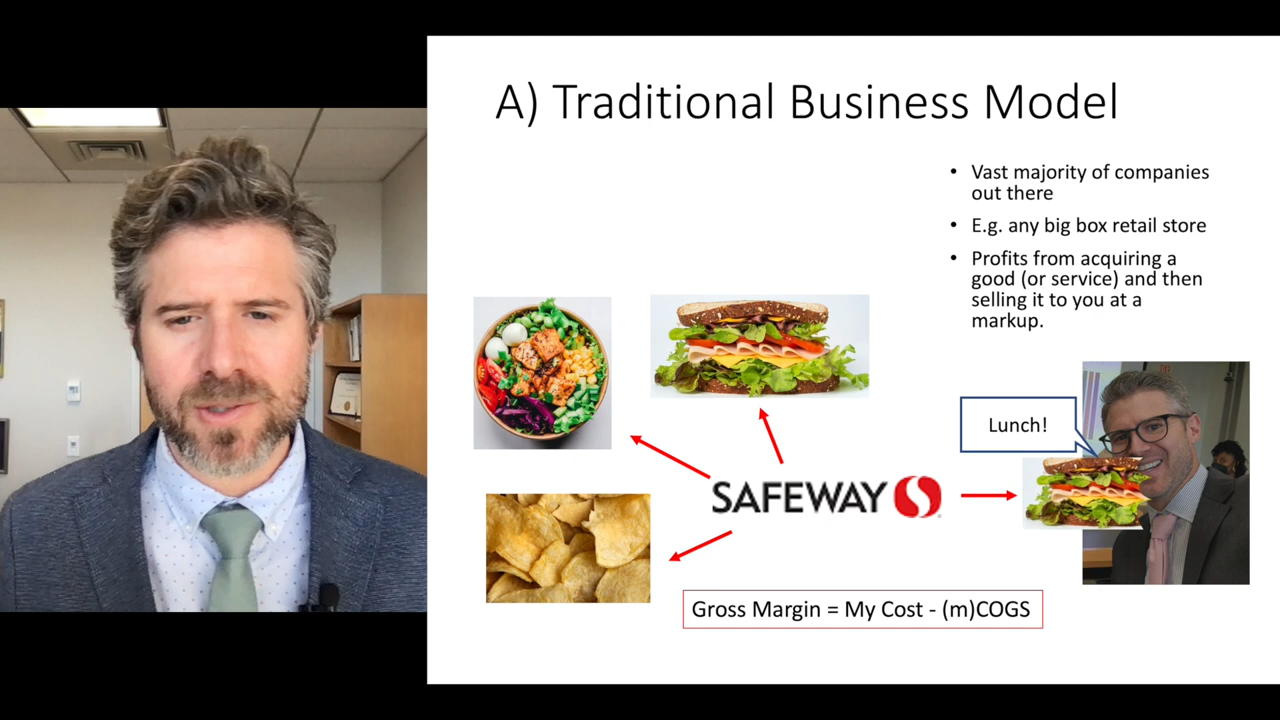 A) Traditional Business Model
• Vast majority of companies
out there
• E.g. any big box retail store
• Profits from acquiring a
good (or service) and then
selling it to you at a
markup.
Lunch!
SAFEWAY
Gross Margin = My Cost - (m)COGS